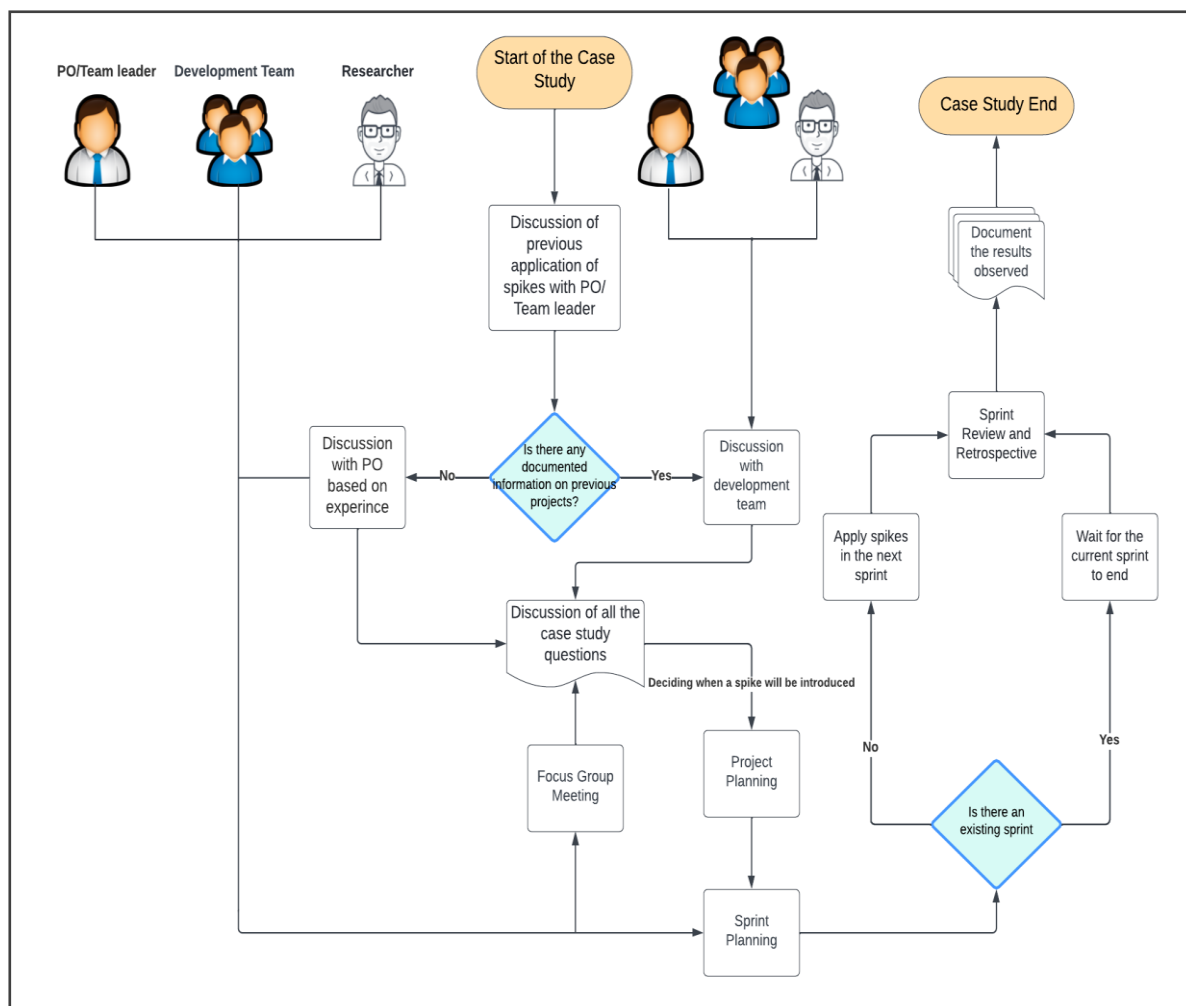 PO/Team leader
Development Team
Researcher
Start of the Case
Study
Case Study End
Discussion of
previous
application of
spikes with PO/
Team leader
Document
the results
observed
Is there any
documented
information on previous
projects?
No
Yes
Discussion
with PO
based on
experince
Discussion
with
development
team
Sprint
Review and
Retrospective
Apply spikes
in the next
sprint
Wait for the
current sprint
to end
Discussion of all the
case study
questions
Deciding when a spike will be introduced
Focus Group
Meeting
Project
Planning
No
Yes
Is there an
existing sprint
Sprint
Planning